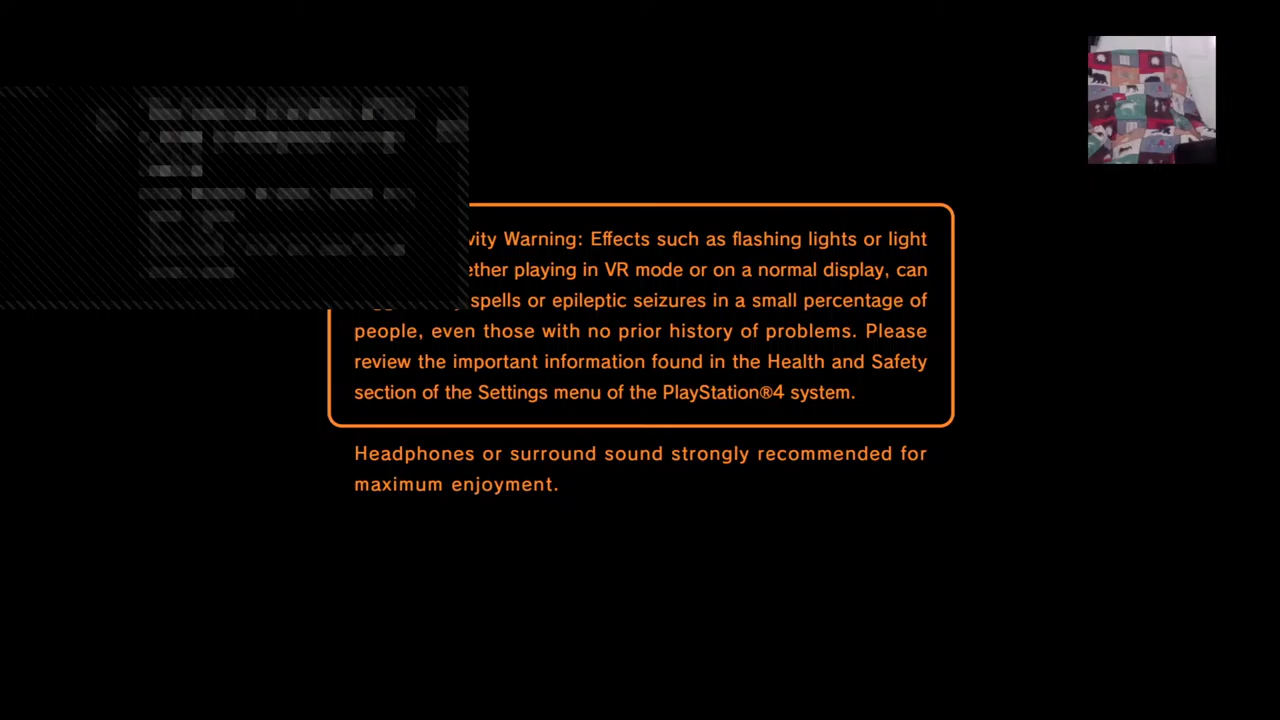 vity Warning: Effects such as flashing lights or light
ether playing in VR mode or on a normal display, can
spells or epileptic seizures in a small percentage of
people, even those with no prior history of problems. Please
review the important information found in the Health and Safety
section of the Settings menu of the PlayStation®4 system.
Headphones or surround sound strongly recommended for
maximum enjoyment.